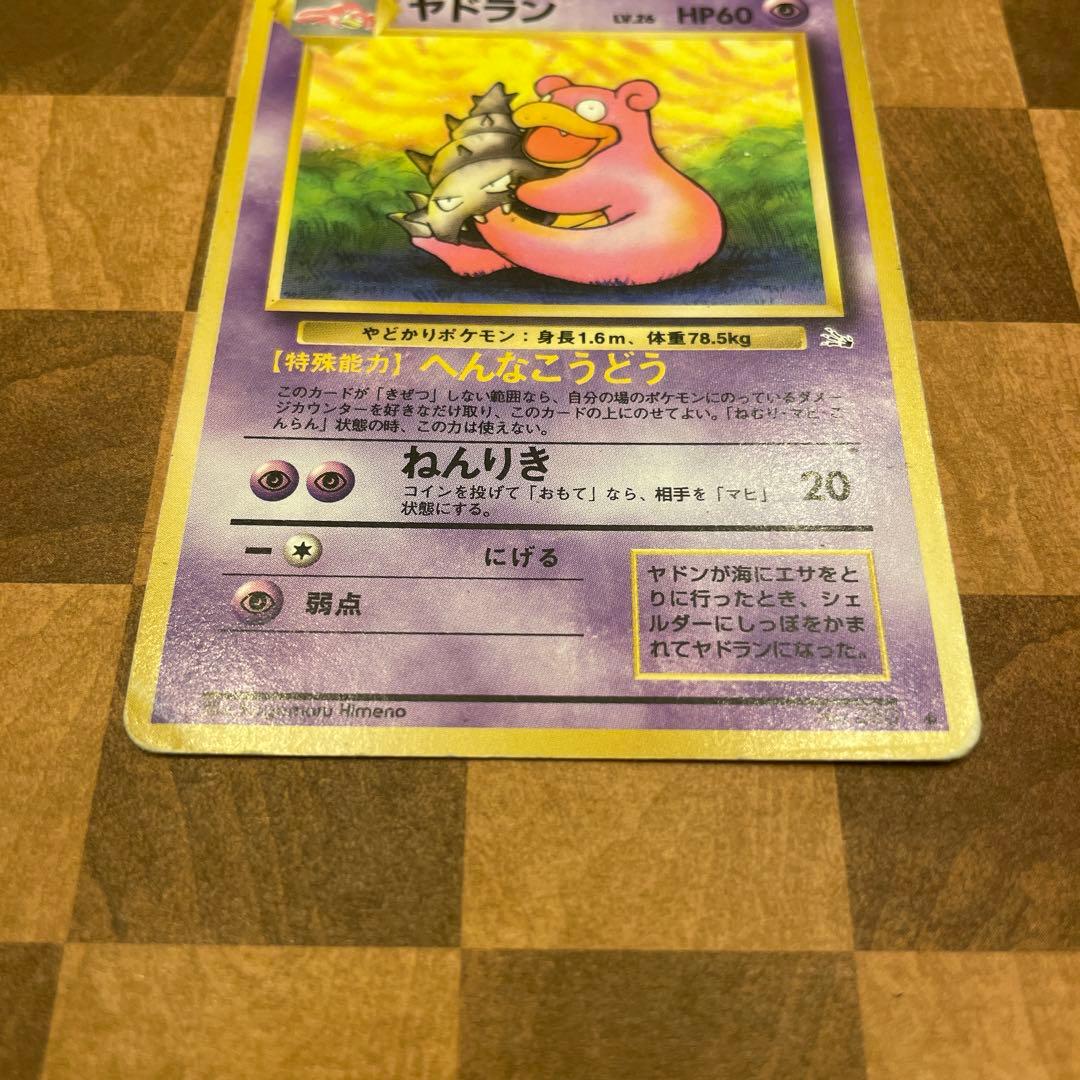 ヤドラン LV.26 HP60
やどかりポケモン：身長1.6m、体重78.5kg
【特殊能力】へんなこうどう
このカードが「きぜつ」しない範囲なら、自分の場のポケモンにのっているダメー
ジカウンターを好きなだけ取り、このカードの上にのせてよい。「ねむり・マヒ・こ
んらん」状態の時、この力は使えない。
ねんりき 20
コインを投げて「おもて」なら、相手を「マヒ」
状態にする。
にげる
弱点
ヤドンが海にエサをと
りに行ったとき、シェ
ルダーにしっぽをかま
れてヤドランになった。
Himeno